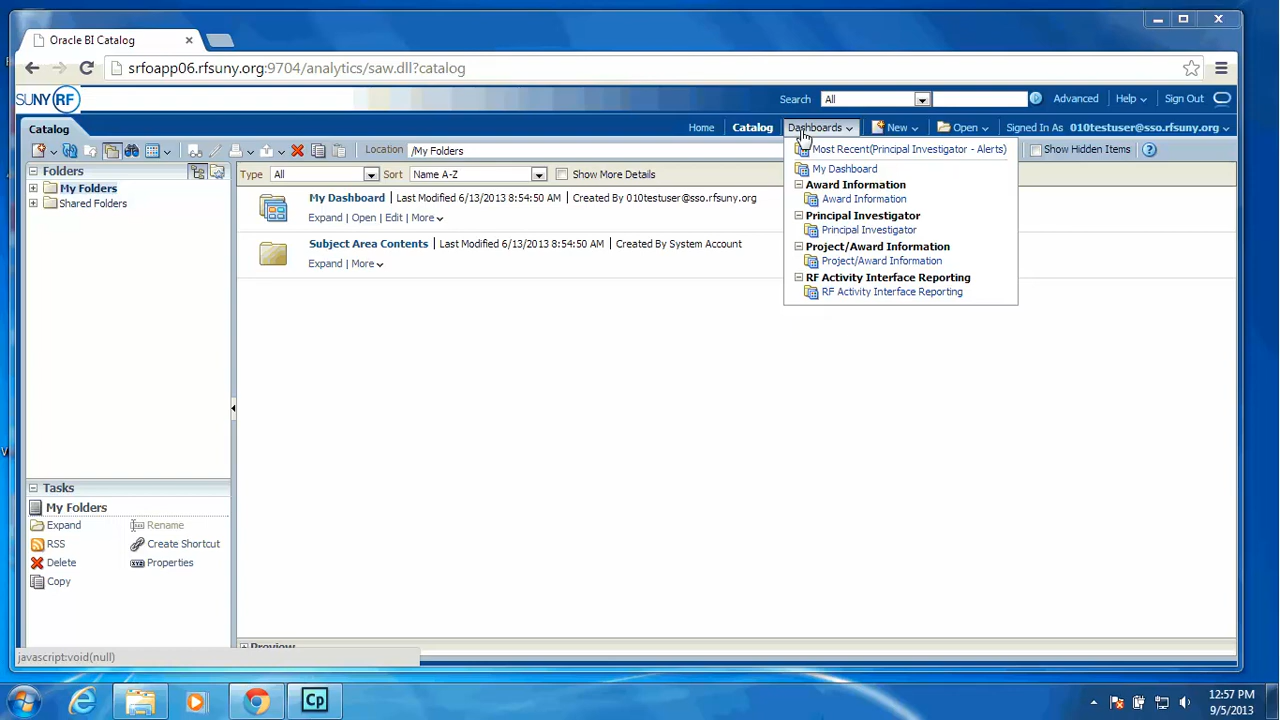 Oracle BI Catalog
srfoapp06.rfsuny.org:9704/analytics/saw.dll?catalog
SUNY RF
Search All Advanced Help Sign Out
Catalog
Home Catalog Dashboards New Open Signed In As 010testuser@sso.rfsuny.org
Location /My Folders
Show Hidden Items
Folders
My Folders
Shared Folders
Type All Sort Name A-Z Show More Details
My Dashboard | Last Modified 6/13/2013 8:54:50 AM | Created By 010testuser@sso.rfsuny.org
Expand | Open | Edit | More
Subject Area Contents | Last Modified 6/13/2013 8:54:50 AM | Created By System Account
Expand | More
Most Recent(Principal Investigator - Alerts)
My Dashboard
Award Information
Award Information
Principal Investigator
Principal Investigator
Project/Award Information
Project/Award Information
RF Activity Interface Reporting
RF Activity Interface Reporting
Tasks
My Folders
Expand Rename
RSS Create Shortcut
Delete Properties
Copy
Preview
javascript:void(null)
Cp
12:57 PM
9/5/2013